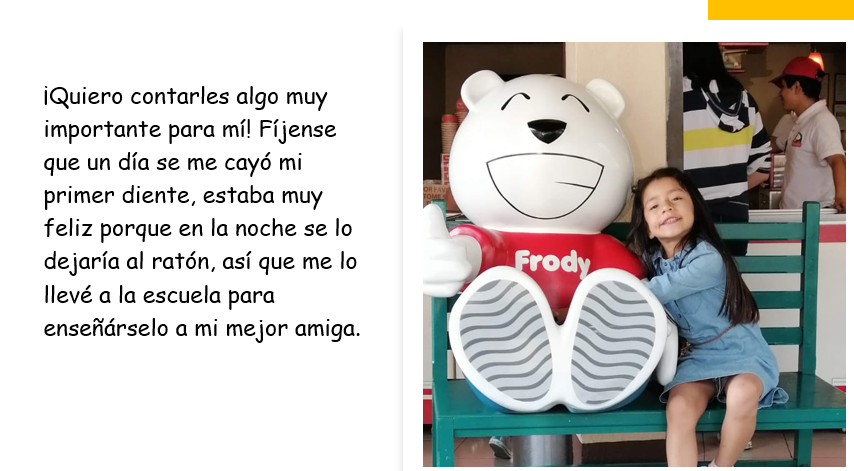 ¡Quiero contarles algo muy
importante para mí! Fíjense
que un día se me cayó mi
primer diente, estaba muy
feliz porque en la noche se lo
dejaría al ratón, así que me lo
llevé a la escuela para
enseñárselo a mi mejor amiga.
Frody